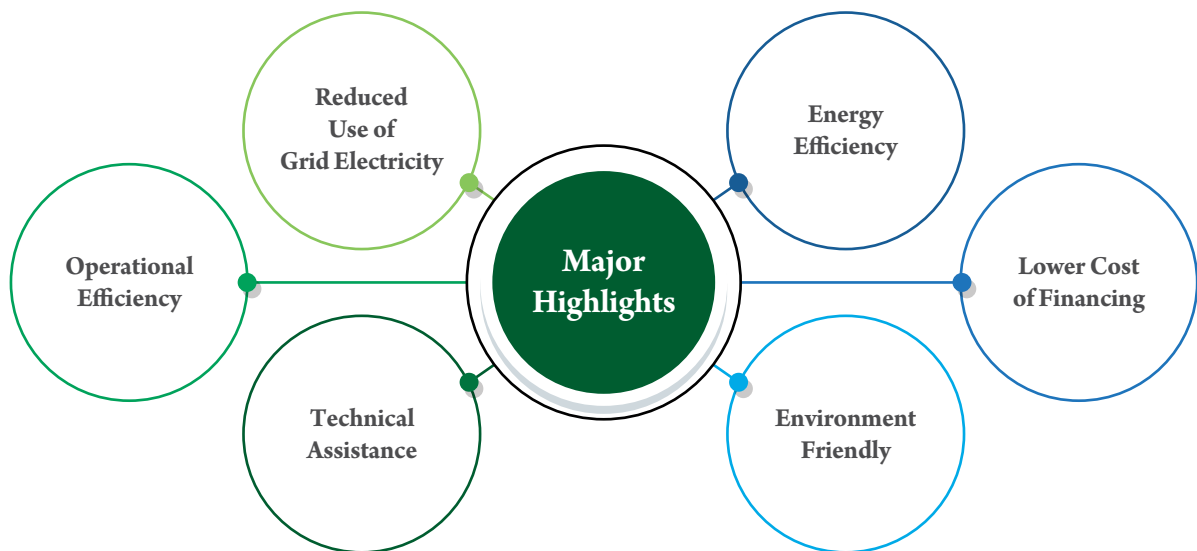 Reduced
Use of
Grid Electricity
Energy
Efficiency
Operational
Efficiency
Major
Highlights
Lower Cost
of Financing
Technical
Assistance
Environment
Friendly